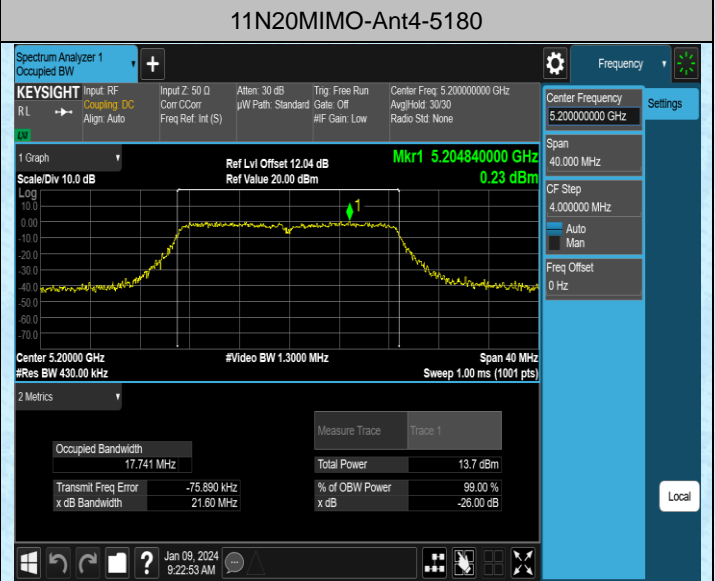 11N20MIMO-Ant4-5180
Spectrum Analyzer 1
Occupied BW
+
Frequency
KEYSIGHT Input: RF Input Z: 50 Ω Atten: 30 dB Trig: Free Run Center Freq: 5.200000000 GHz
RL Coupling: DC Corr CCorr µW Path: Standard Gate: Off Avg|Hold: 30/30
Align: Auto Freq Ref: Int (S) #IF Gain: Low Radio Std: None
LXI
Center Frequency
5.200000000 GHz
Settings
Span
40.000 MHz
CF Step
4.000000 MHz
Auto
Man
Freq Offset
0 Hz
Local
1 Graph
Ref Lvl Offset 12.04 dB
Mkr1 5.204840000 GHz
Scale/Div 10.0 dB Ref Value 20.00 dBm 0.23 dBm
Log
10.0
1
0.00
-10.0
-20.0
-30.0
-40.0
-50.0
-60.0
-70.0
Center 5.20000 GHz #Video BW 1.3000 MHz Span 40 MHz
#Res BW 430.00 kHz Sweep 1.00 ms (1001 pts)
2 Metrics
Measure Trace Trace 1
Occupied Bandwidth
17.741 MHz
Total Power 13.7 dBm
Transmit Freq Error -75.890 kHz % of OBW Power 99.00 %
x dB Bandwidth 21.60 MHz x dB -26.00 dB
? Jan 09, 2024
9:22:53 AM